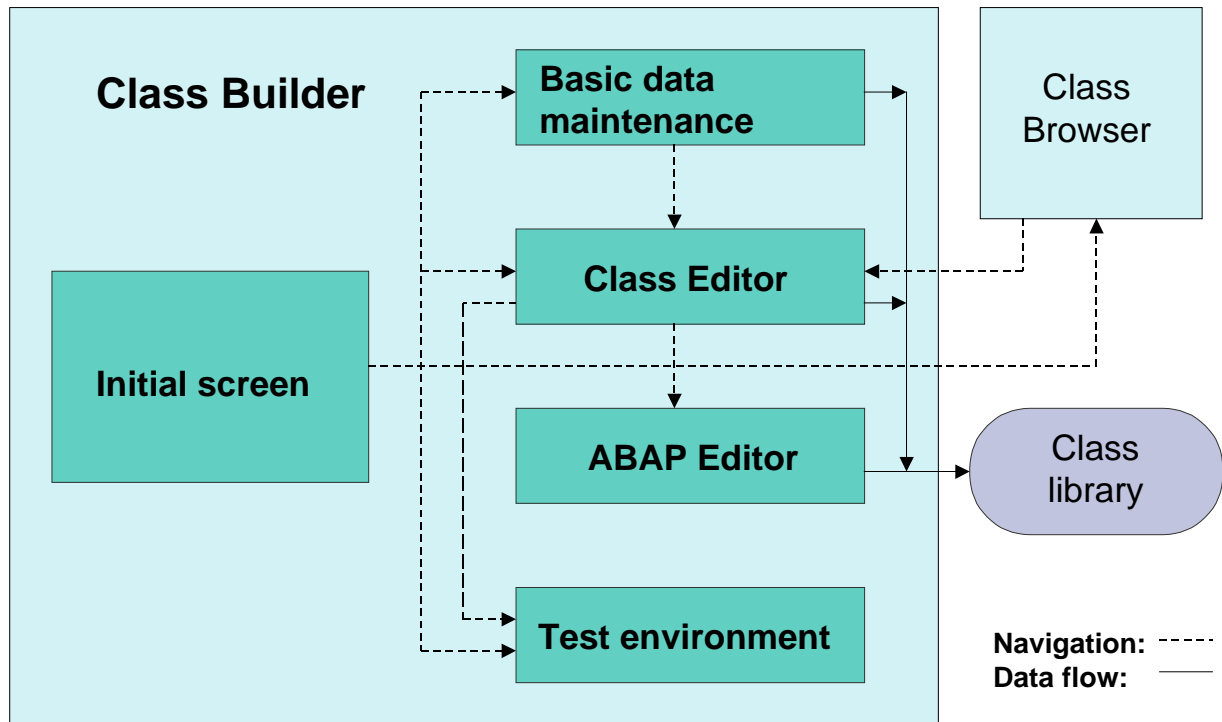 Class Builder
Basic data
maintenance
Class
Browser
Class Editor
Initial screen
ABAP Editor
Class
library
Test environment
Navigation:
Data flow: